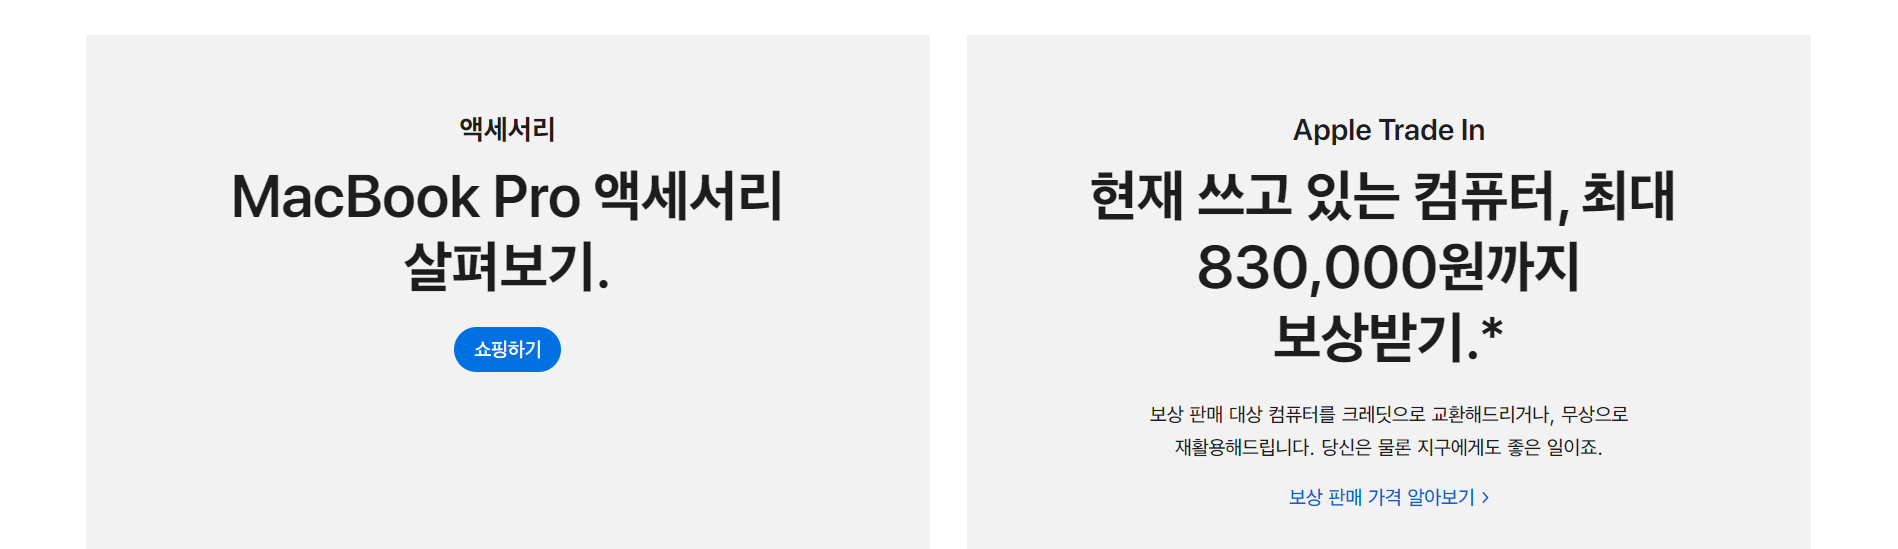 액세서리
MacBook Pro 액세서리
살펴보기.
쇼핑하기
Apple Trade In
현재 쓰고 있는 컴퓨터, 최대
830,000원까지
보상받기.*
보상 판매 대상 컴퓨터를 크레딧으로 교환해드리거나, 무상으로
재활용해드립니다. 당신은 물론 지구에게도 좋은 일이죠.
보상 판매 가격 알아보기 >